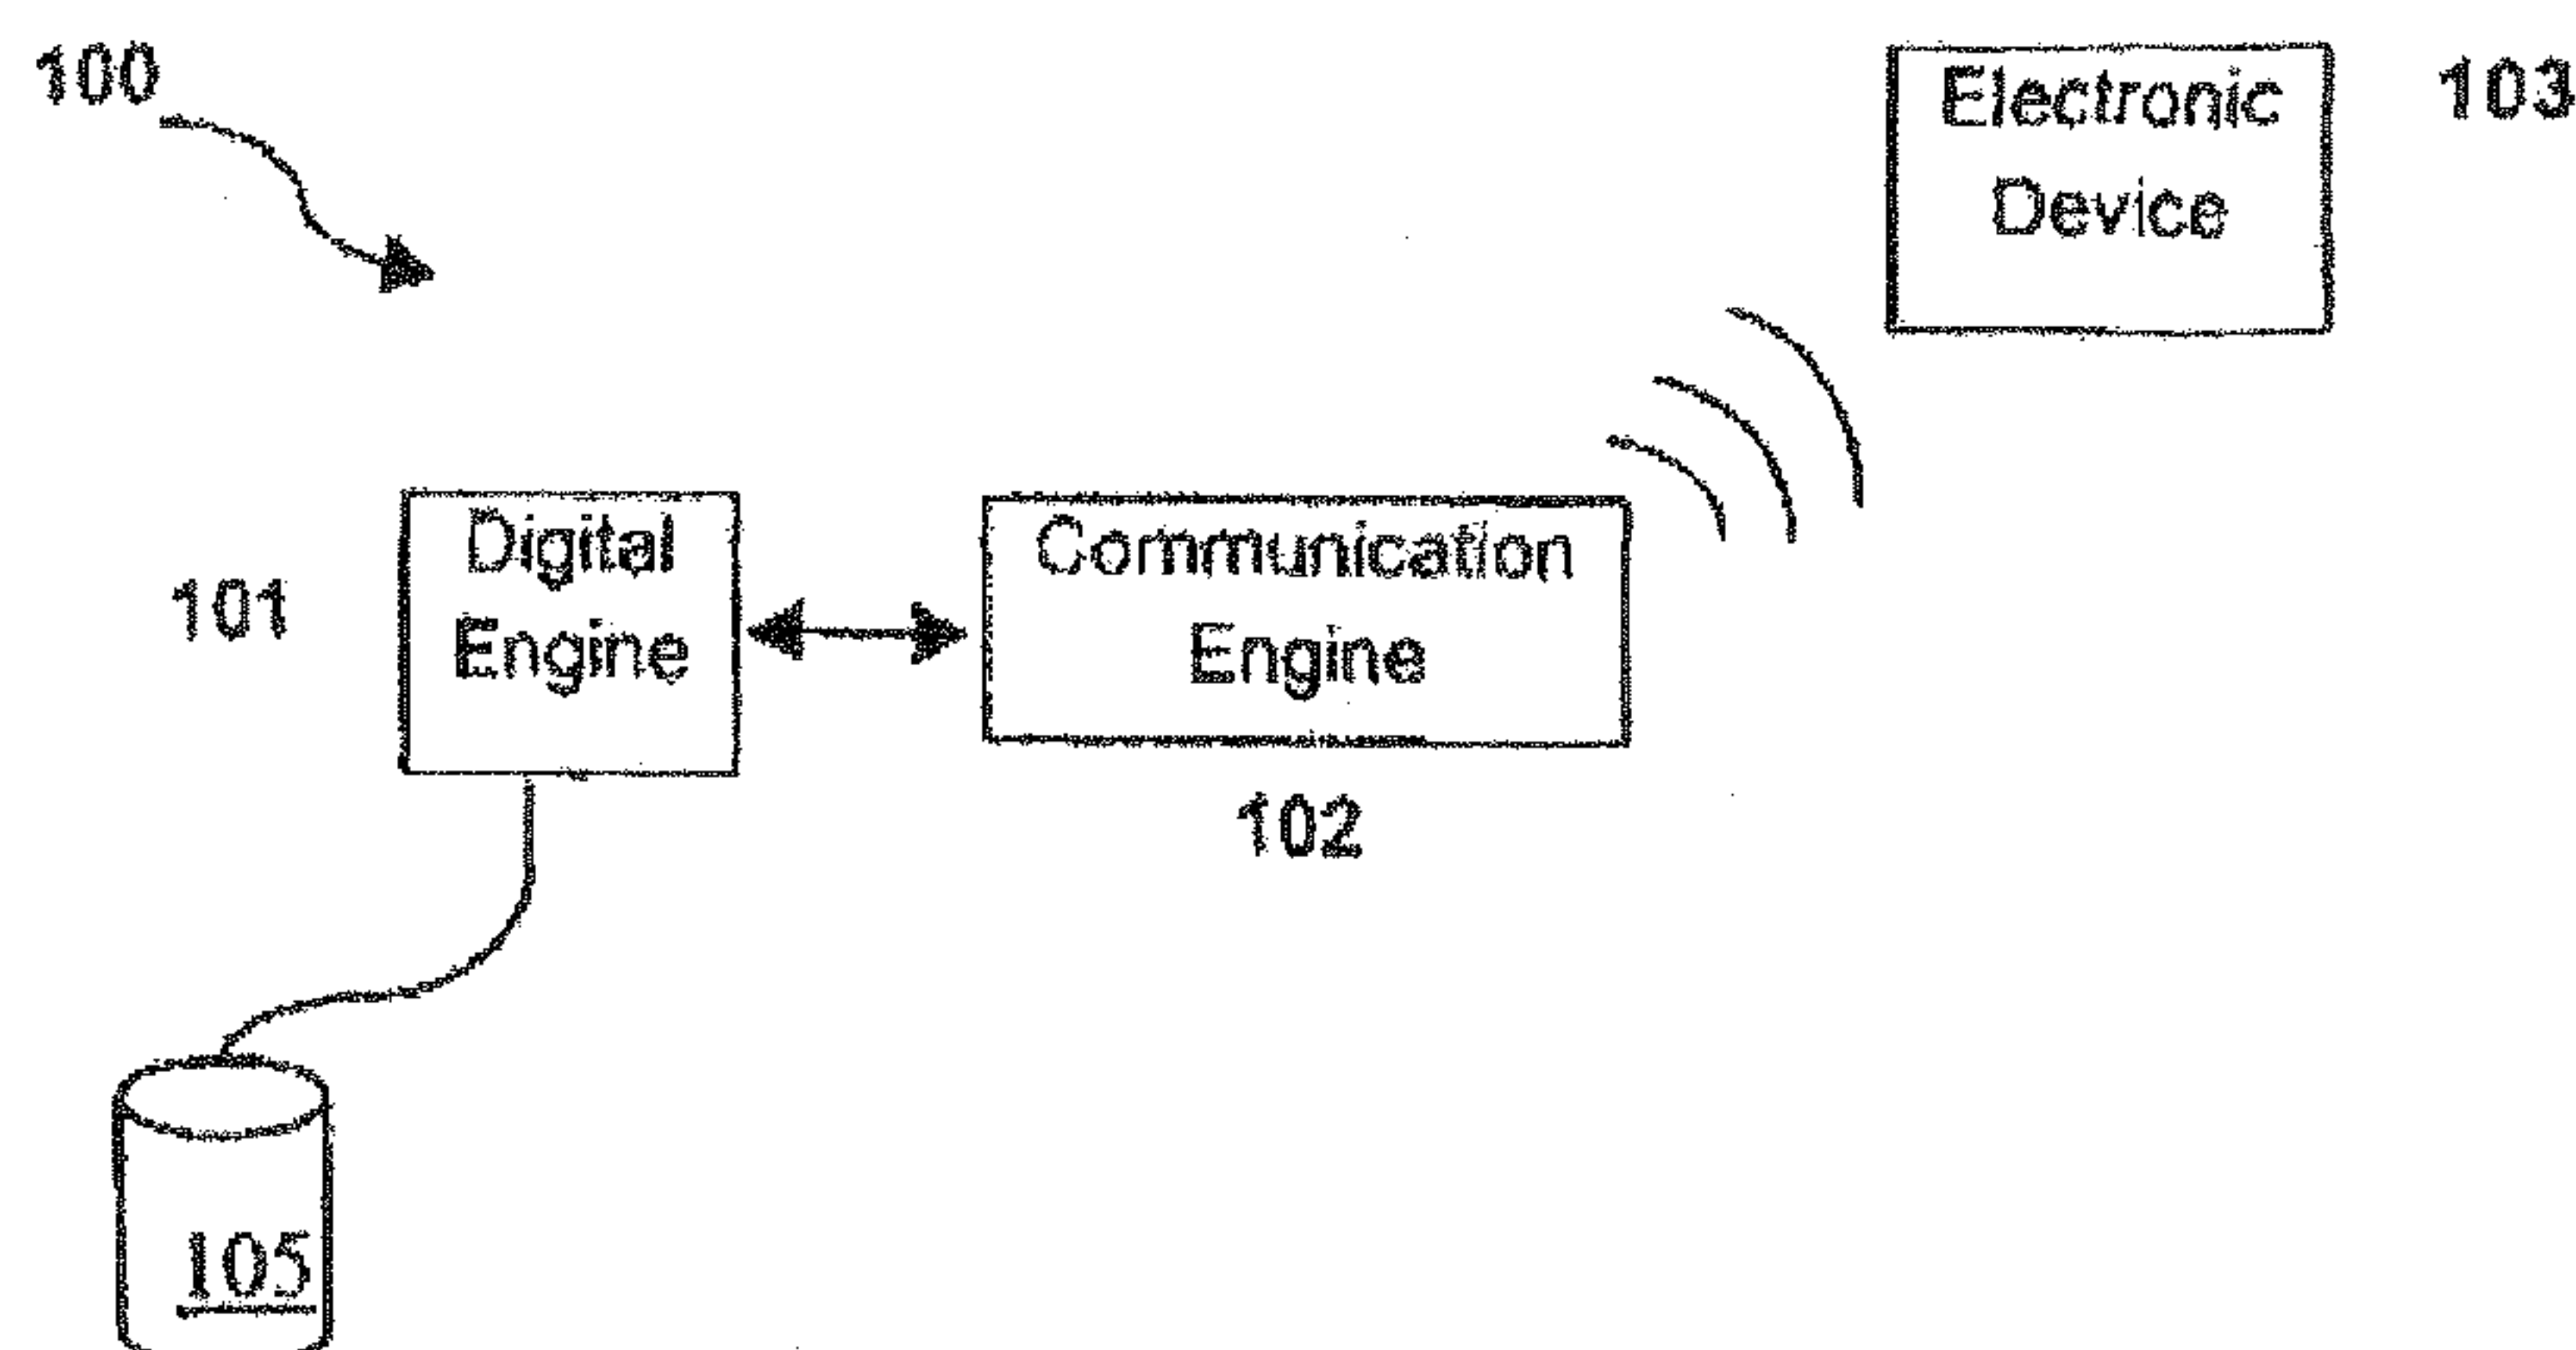 100
Electronic
Device
103
101
Digital
Engine
Communication
Engine
102
105